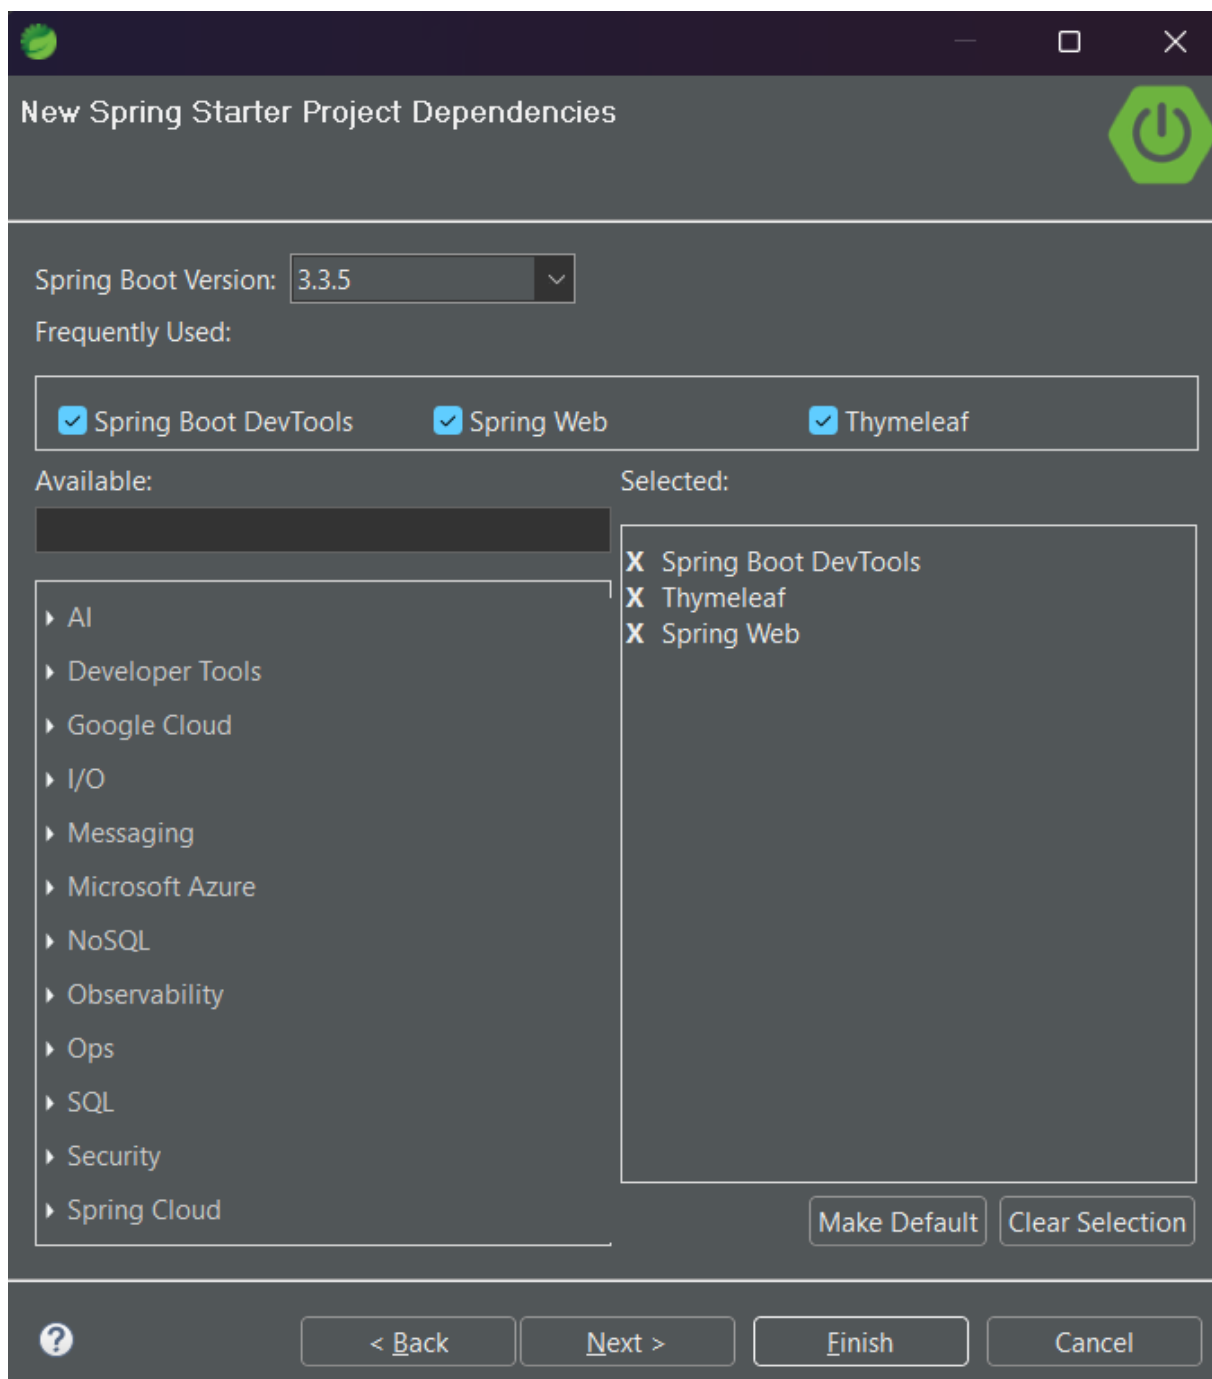 New Spring Starter Project Dependencies
Spring Boot Version: 3.3.5
Frequently Used:
Spring Boot DevTools Spring Web Thymeleaf
Available:
AI
Developer Tools
Google Cloud
I/O
Messaging
Microsoft Azure
NoSQL
Observability
Ops
SQL
Security
Spring Cloud
Selected:
X Spring Boot DevTools
X Thymeleaf
X Spring Web
Make Default Clear Selection
? < Back Next > Finish Cancel